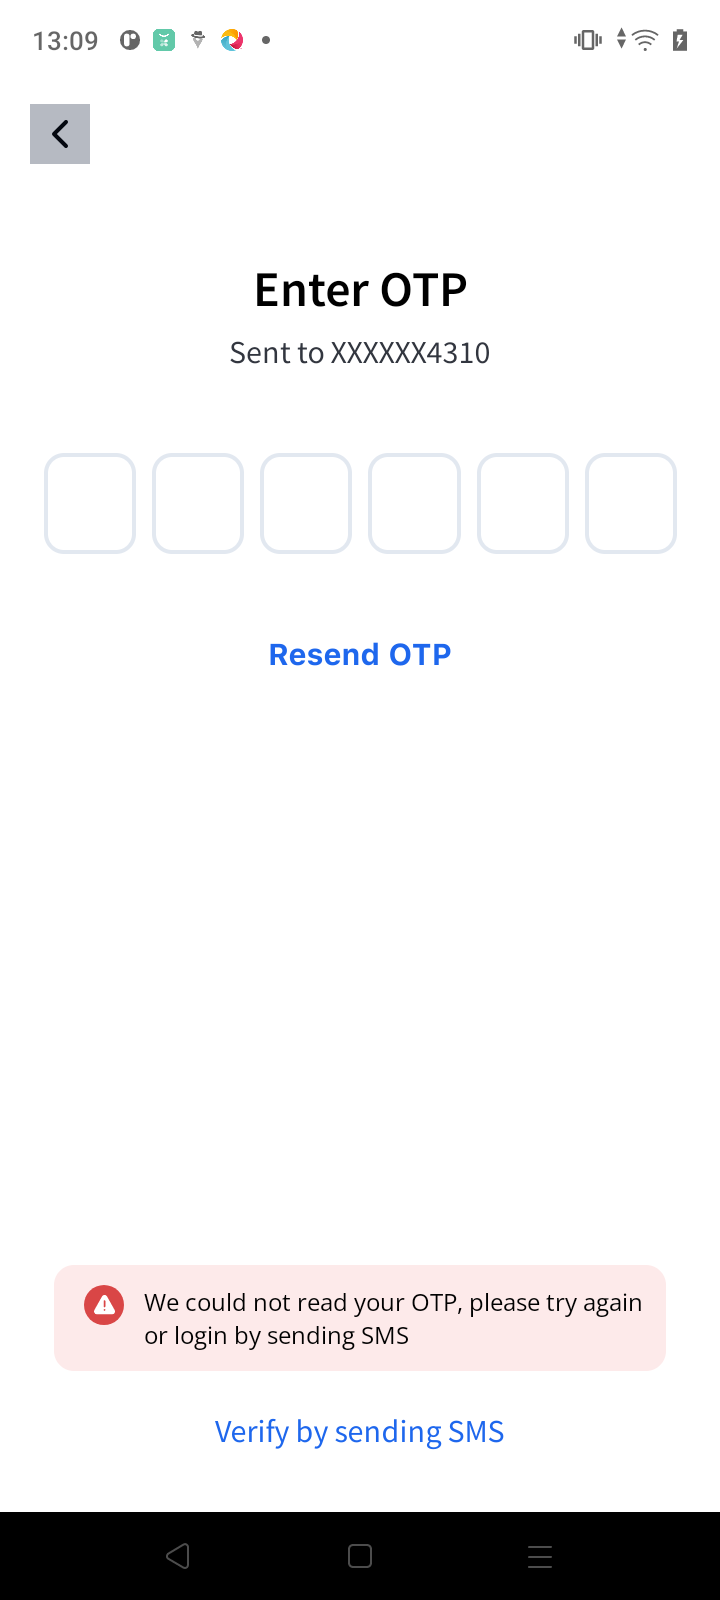 13:09
Enter OTP
Sent to XXXXXX4310
Resend OTP
We could not read your OTP, please try again
or login by sending SMS
Verify by sending SMS